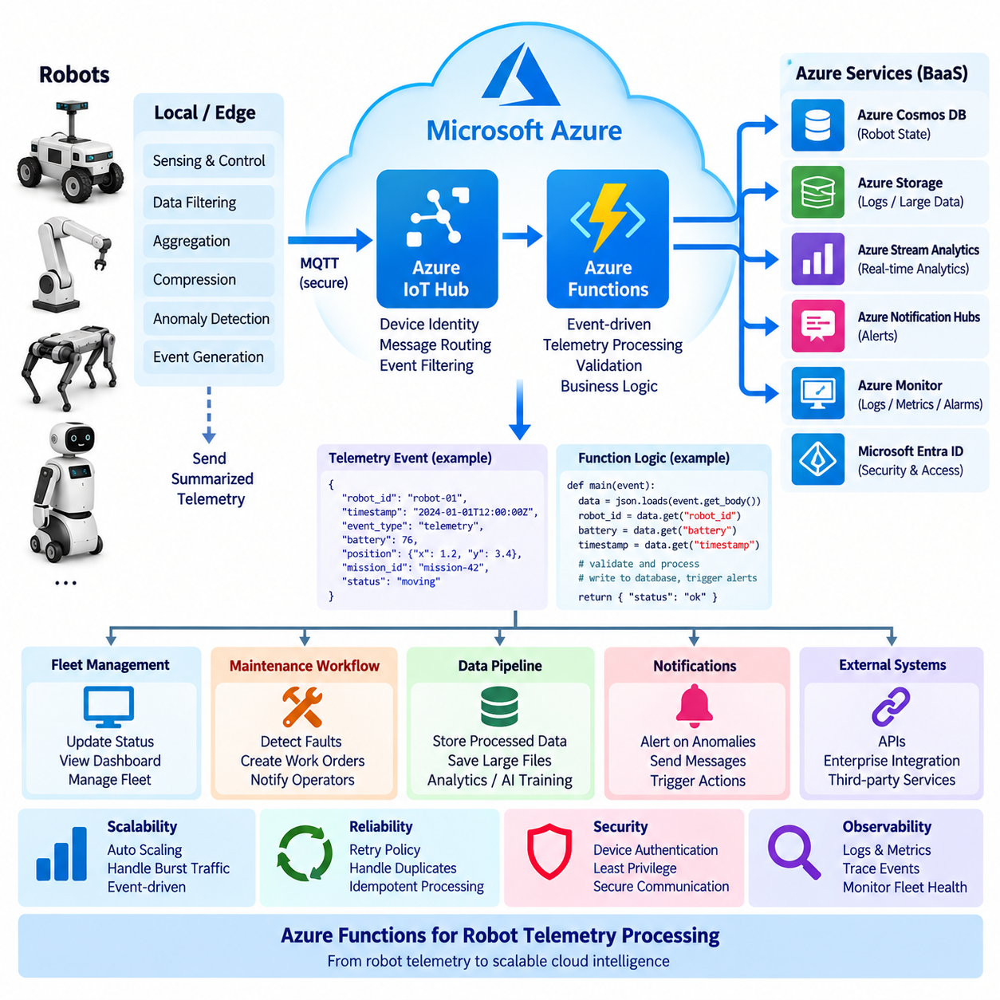 Robots
Local / Edge
Sensing & Control
Data Filtering
Aggregation
Compression
Anomaly Detection
Event Generation
Send
Summarized
Telemetry
...
MQTT
(secure)
Microsoft Azure
Azure
IoT Hub
Device Identity
Message Routing
Event Filtering
Azure
Functions
Event-driven
Telemetry Processing
Validation
Business Logic
Azure Services (BaaS)
Azure Cosmos DB
(Robot State)
Azure Storage
(Logs / Large Data)
Azure Stream Analytics
(Real-time Analytics)
Azure Notification Hubs
(Alerts)
Azure Monitor
(Logs / Metrics / Alarms)
Microsoft Entra ID
(Security & Access)
Telemetry Event (example)
{
"robot_id": "robot-01",
"timestamp": "2024-01-01T12:00:00Z",
"event_type": "telemetry",
"battery": 76,
"position": {"x": 1.2, "y": 3.4},
"mission_id": "mission-42",
"status": "moving"
}
Function Logic (example)
def main(event):
data = json.loads(event.get_body())
robot_id = data.get("robot_id")
battery = data.get("battery")
timestamp = data.get("timestamp")
# validate and process
# write to database, trigger alerts
return { "status": "ok" }
Fleet Management
Update Status
View Dashboard
Manage Fleet
Maintenance Workflow
Detect Faults
Create Work Orders
Notify Operators
Data Pipeline
Store Processed Data
Save Large Files
Analytics / AI Training
Notifications
Alert on Anomalies
Send Messages
Trigger Actions
External Systems
APIs
Enterprise Integration
Third-party Services
Scalability
Auto Scaling
Handle Burst Traffic
Event-driven
Reliability
Retry Policy
Handle Duplicates
Idempotent Processing
Security
Device Authentication
Least Privilege
Secure Communication
Observability
Logs & Metrics
Trace Events
Monitor Fleet Health
Azure Functions for Robot Telemetry Processing
From robot telemetry to scalable cloud intelligence